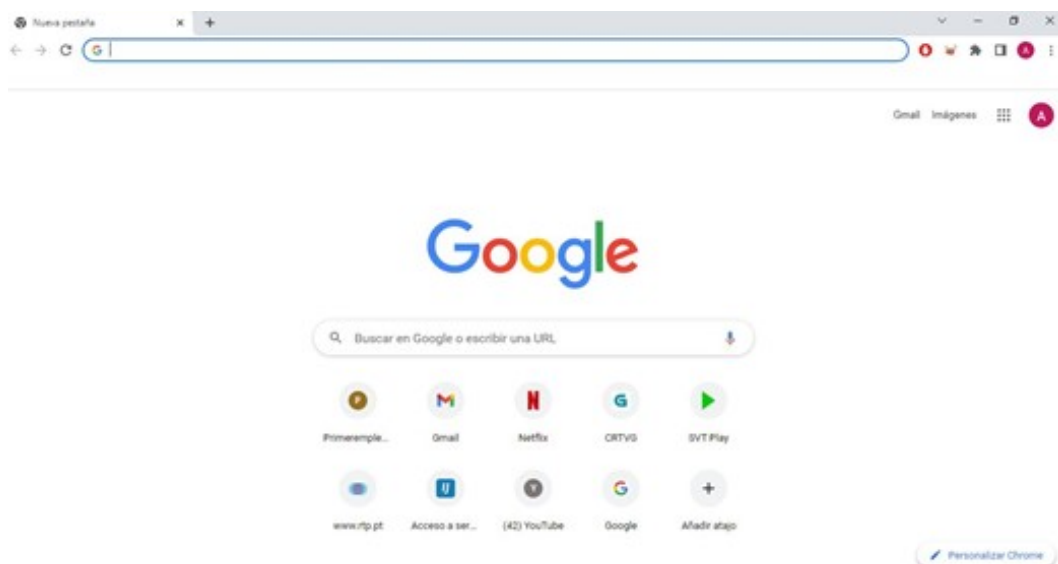 Nueva pestaña
Gmail Imágenes
A
Google
Buscar en Google o escribir una URL
Primeremple... Gmail Netflix CRTVG SVT Play
www.rtp.pt Acceso a ser... (42) YouTube Google Añadir atajo
Personalizar Chrome